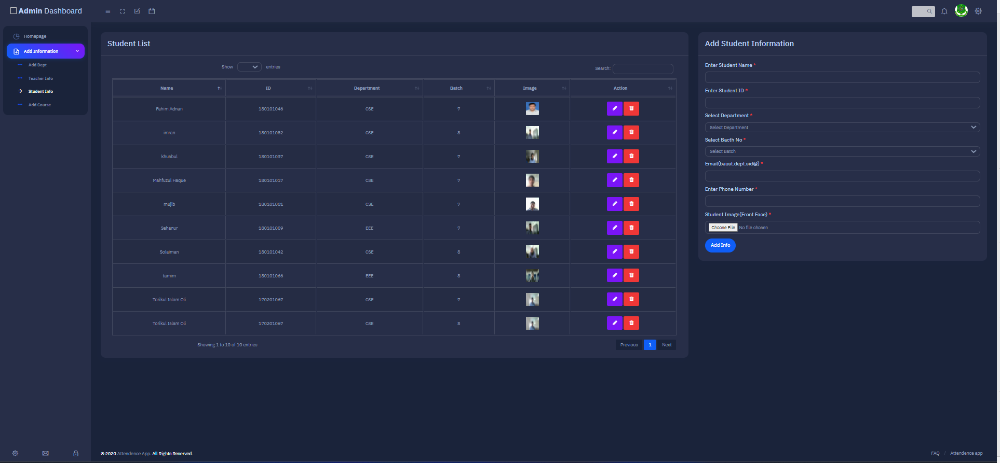 Admin Dashboard
Homepage
Add Information
Add Dept
Teacher Info
Student Info
Add Course
Student List
Show entries
Search:
Name ID Department Batch Image Action
Fahim Adnan 180101046 CSE 7
imran 180101052 CSE 8
khusbul 180101037 CSE 7
Mahfuzul Haque 180101017 CSE 7
mujib 180101001 CSE 7
Sahanur 180101009 EEE 7
Solaiman 180101042 CSE 8
tamim 180101066 EEE 8
Torikul Islam Oli 170201067 CSE 7
Torikul Islam Oli 170201067 CSE 8
Showing 1 to 10 of 10 entries
Previous 1 Next
Add Student Information
Enter Student Name *
Enter Student ID *
Select Department *
Select Department
Select Bacth No *
Select Batch
Email(baust.dept.sid@) *
Enter Phone Number *
Student Image(Front Face) *
Choose File No file chosen
Add Info
© 2020 Attendence App. All Rights Reserved.
FAQ / Attendence app